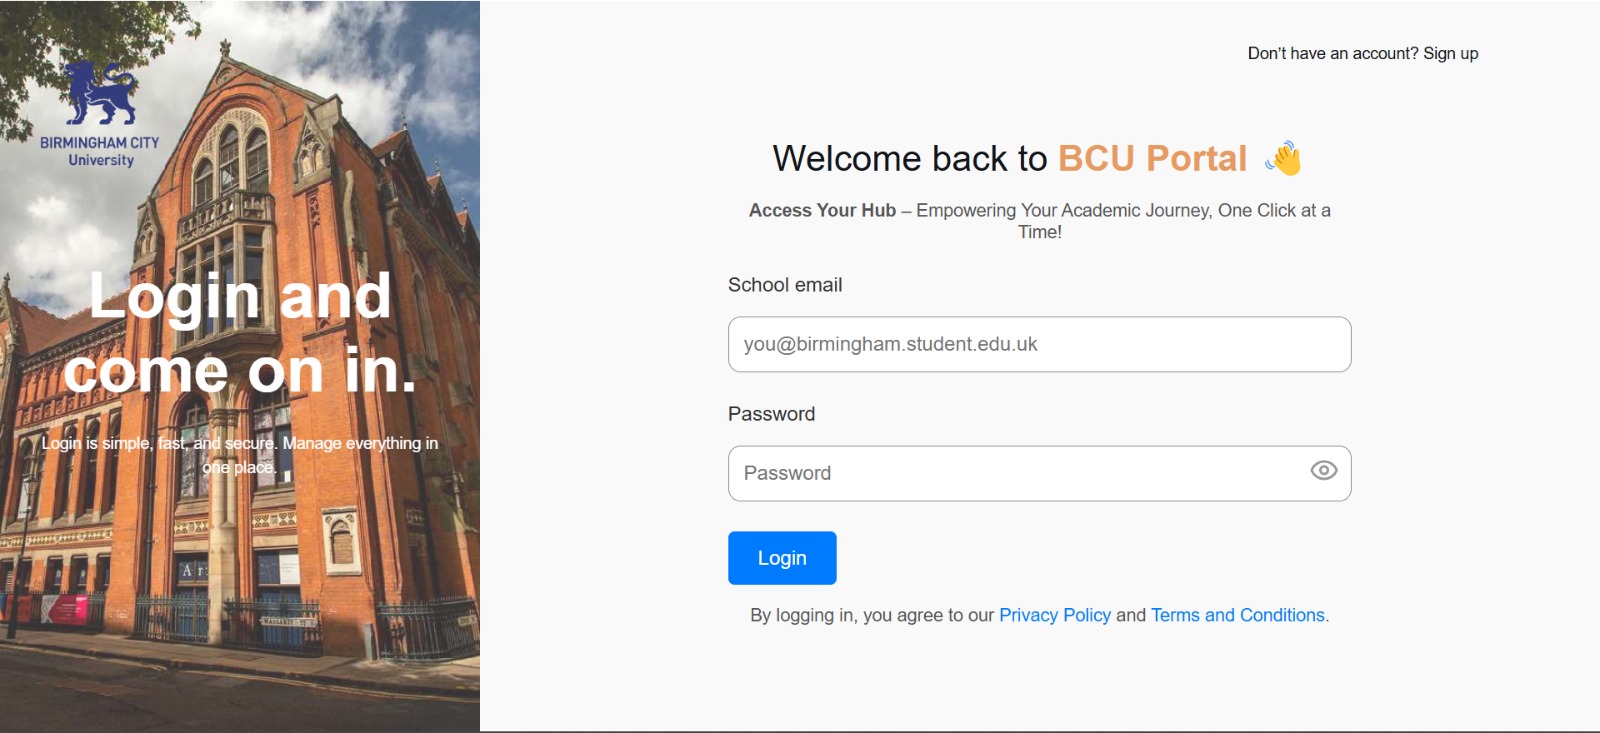 BIRMINGHAM CITY
University
Login and
come on in.
Login is simple, fast, and secure. Manage everything in
one place.
Don't have an account? Sign up
Welcome back to BCU Portal 👋
Access Your Hub – Empowering Your Academic Journey, One Click at a
Time!
School email
you@birmingham.student.edu.uk
Password
Password
Login
By logging in, you agree to our Privacy Policy and Terms and Conditions.